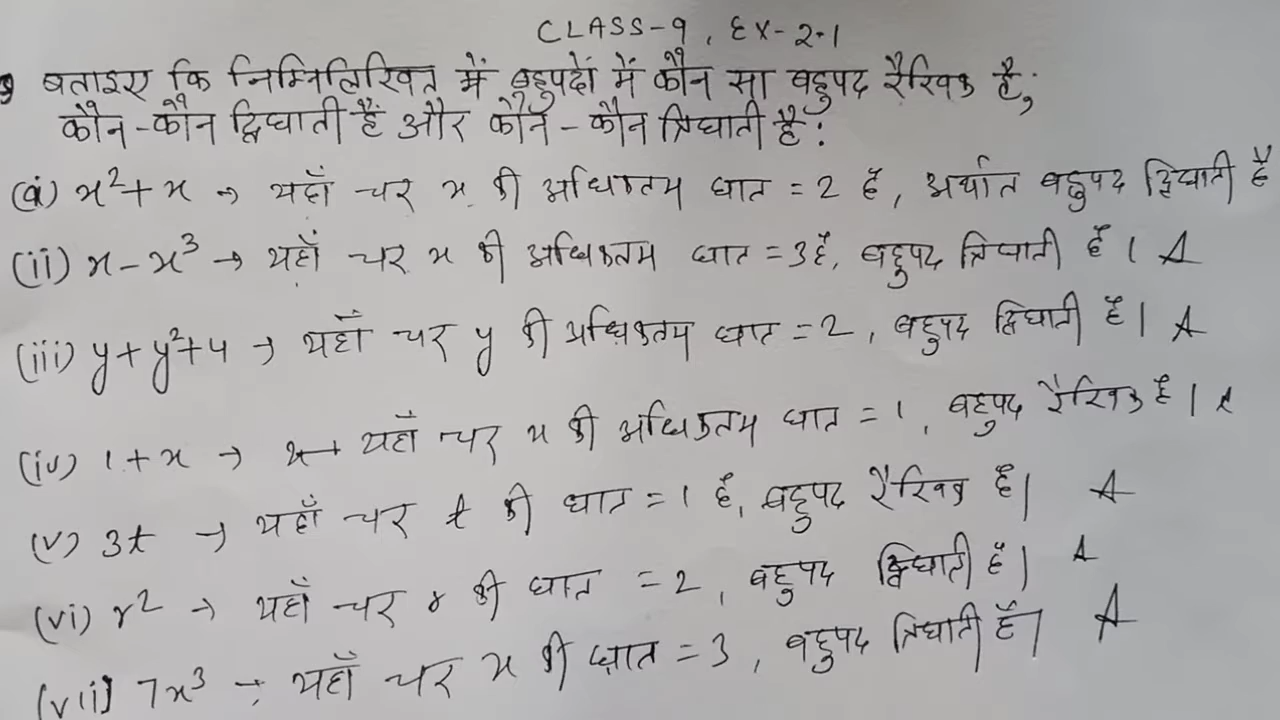 CLASS-9, EX-2.1
बताइए कि निम्नलिखित में बहुपदों में कौन सा बहुपद रैखिक है;
कौन-कौन द्विघाती हैं और कौन-कौन त्रिघाती है:
(i) x²+x → यहाँ चर x की अधिकतम घात = 2 है, अर्थात बहुपद द्विघाती है
(ii) x-x³ → यहाँ चर x की अधिकतम घात = 3 है, बहुपद त्रिघाती है। A
(iii) y+y²+4 → यहाँ चर y की अधिकतम घात = 2, बहुपद द्विघाती है। A
(iv) 1+x → यहाँ चर x की अधिकतम घात = 1, बहुपद रैखिक है। A
(v) 3t → यहाँ चर t की घात = 1 है, बहुपद रैखिक है। A
(vi) r² → यहाँ चर r की घात = 2, बहुपद द्विघाती है। A
(vii) 7x³ → यहाँ चर x की घात = 3, बहुपद त्रिघाती है। A